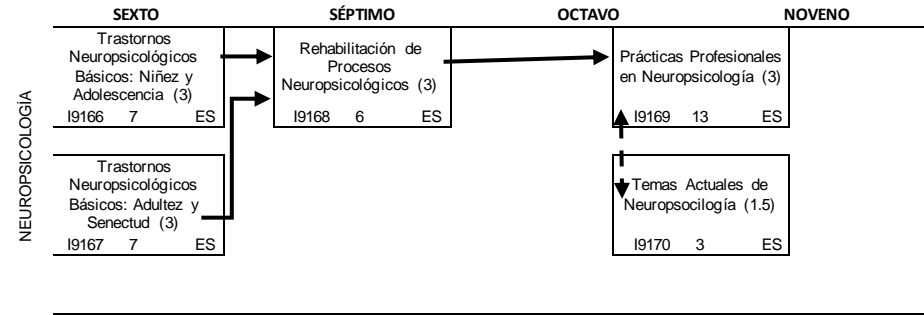 SEXTO SÉPTIMO OCTAVO NOVENO
NEUROPSICOLOGÍA
Trastornos
Neuropsicológicos
Básicos: Niñez y
Adolescencia (3)
I9166 7 ES
Rehabilitación de
Procesos
Neuropsicológicos (3)
I9168 6 ES
Prácticas Profesionales
en Neuropsicología (3)
I9169 13 ES
Trastornos
Neuropsicológicos
Básicos: Adultez y
Senectud (3)
I9167 7 ES
Temas Actuales de
Neuropsocilogía (1.5)
I9170 3 ES